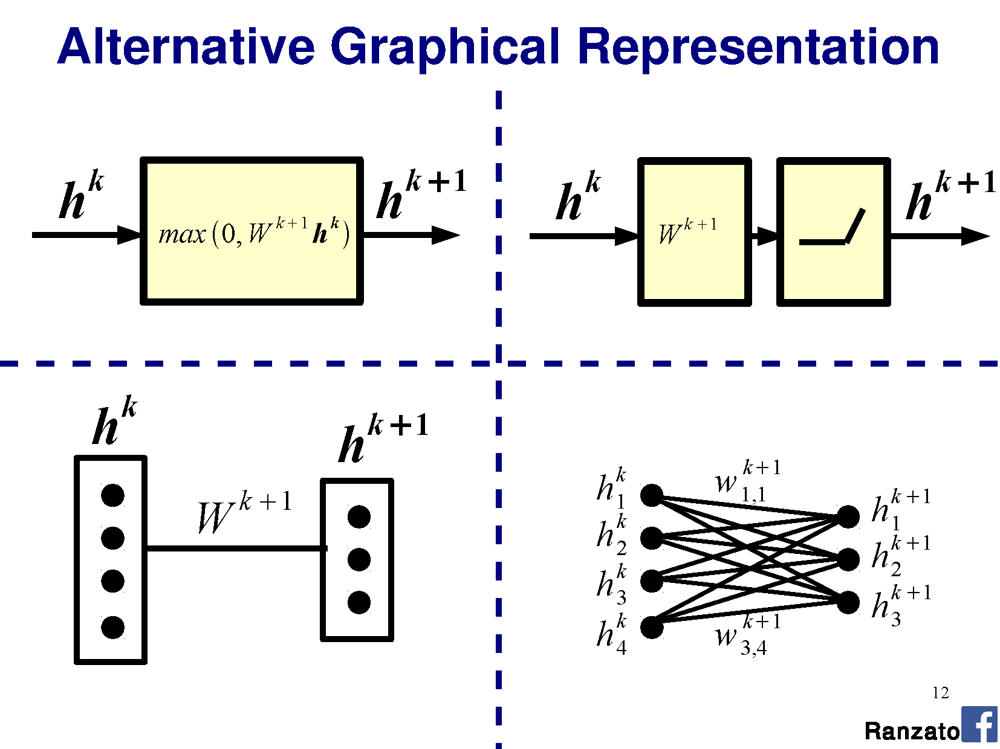 Alternative Graphical Representation
h^k
max(0, W^{k+1} h^k)
h^{k+1}
h^k
W^{k+1}
h^{k+1}
h^k
W^{k+1}
h^{k+1}
h_1^k
h_2^k
h_3^k
h_4^k
w_{1,1}^{k+1}
w_{3,4}^{k+1}
h_1^{k+1}
h_2^{k+1}
h_3^{k+1}
12
Ranzato f